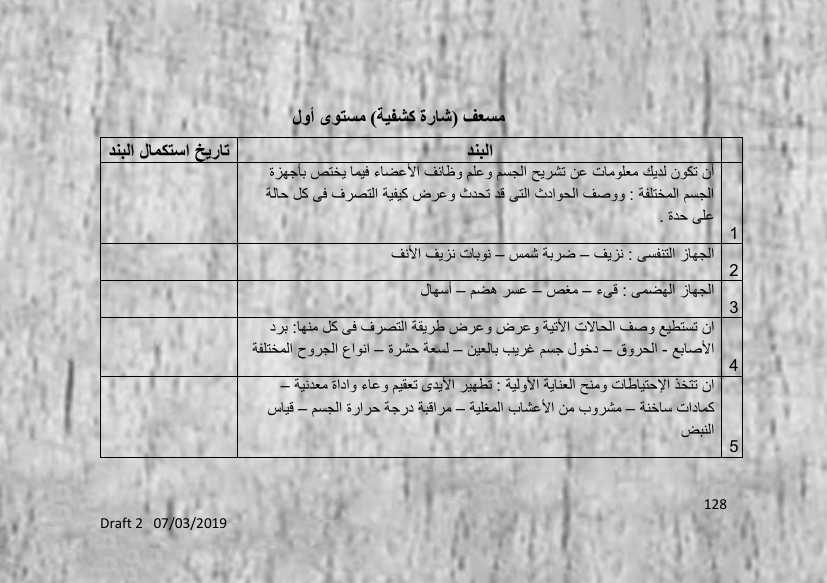 مسعف (شارة كشفية) مستوى أول
البند تاريخ استكمال البند
أن تكون لديك معلومات عن تشريح الجسم وعلم وظائف الأعضاء فيما يختص بأجهزة
الجسم المختلفة : ووصف الحوادث التى قد تحدث وعرض كيفية التصرف فى كل حالة
على حدة .
1
الجهاز التنفسى : نزيف – ضربة شمس – نوبات نزيف الأنف
2
الجهاز الهضمى : قىء – مغص – عسر هضم – أسهال
3
ان تستطيع وصف الحالات الأتية وعرض وعرض طريقة التصرف فى كل منها: برد
الأصابع - الحروق – دخول جسم غريب بالعين – لسعة حشرة – انواع الجروح المختلفة
4
ان تتخذ الإحتياطات ومنح العناية الأولية : تطهير الأيدى تعقيم وعاء واداة معدنية –
كمادات ساخنة – مشروب من الأعشاب المغلية – مراقبة درجة حرارة الجسم – قياس
النبض
5
128
Draft 2 07/03/2019